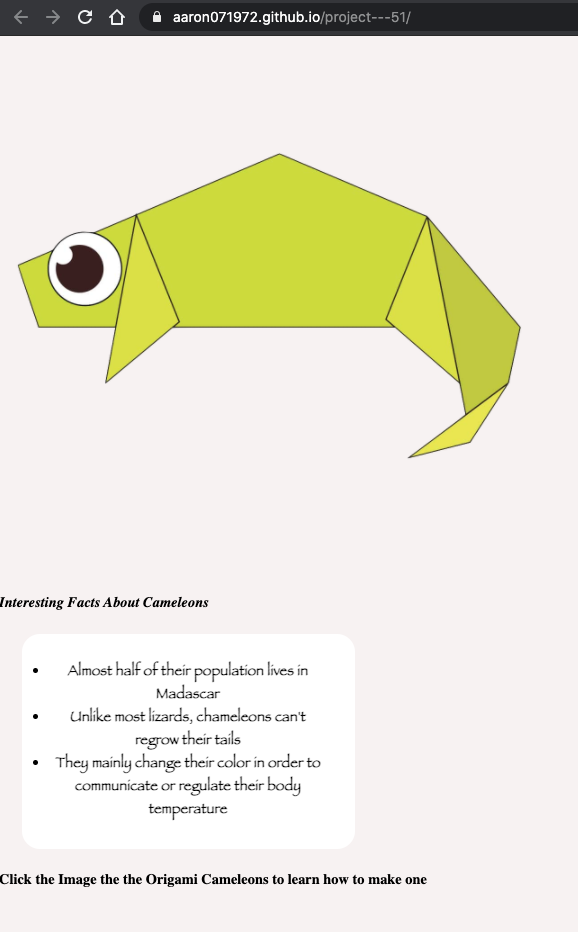 aaron071972.github.io/project---51/
Interesting Facts About Cameleons
• Almost half of their population lives in
Madascar
• Unlike most lizards, chameleons can't
regrow their tails
• They mainly change their color in order to
communicate or regulate their body
temperature
Click the Image the the Origami Cameleons to learn how to make one